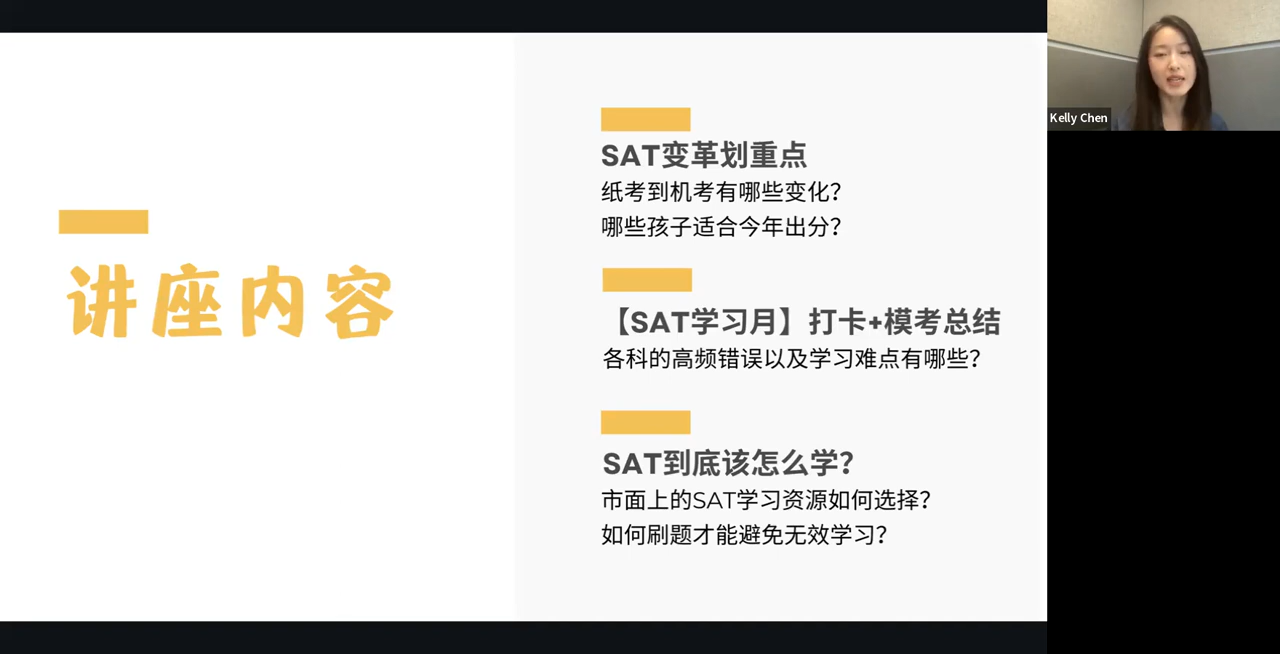 讲座内容
SAT变革划重点
纸考到机考有哪些变化？
哪些孩子适合今年出分？
【SAT学习月】打卡+模考总结
各科的高频错误以及学习难点有哪些？
SAT到底该怎么学？
市面上的SAT学习资源如何选择？
如何刷题才能避免无效学习？
Kelly Chen